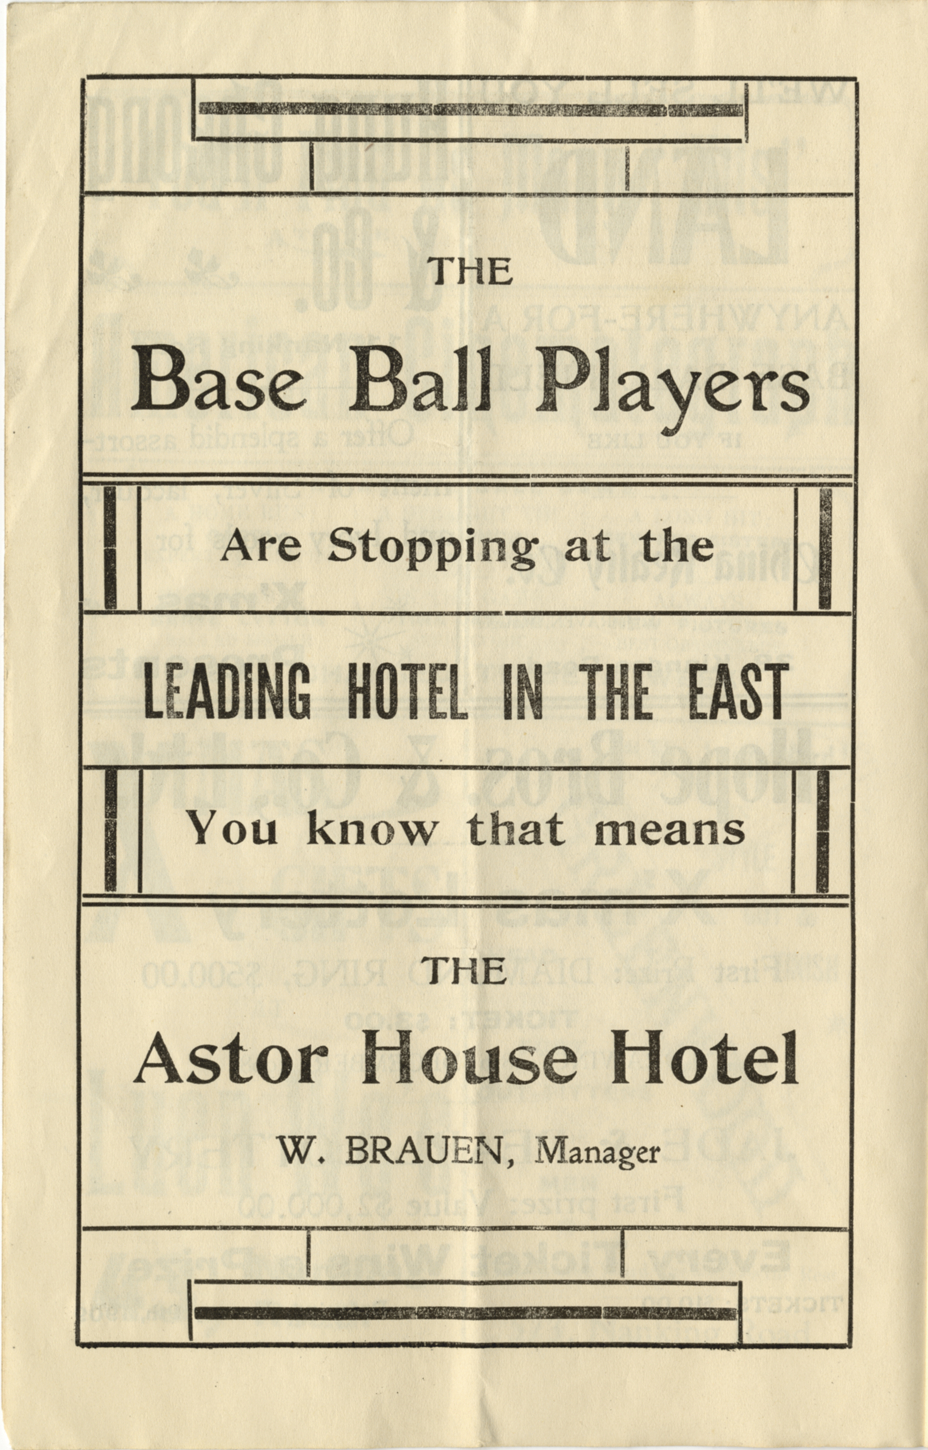 THE
Base Ball Players
Are Stopping at the
LEADING HOTEL IN THE EAST
You know that means
THE
Astor House Hotel
W. BRAUEN, Manager